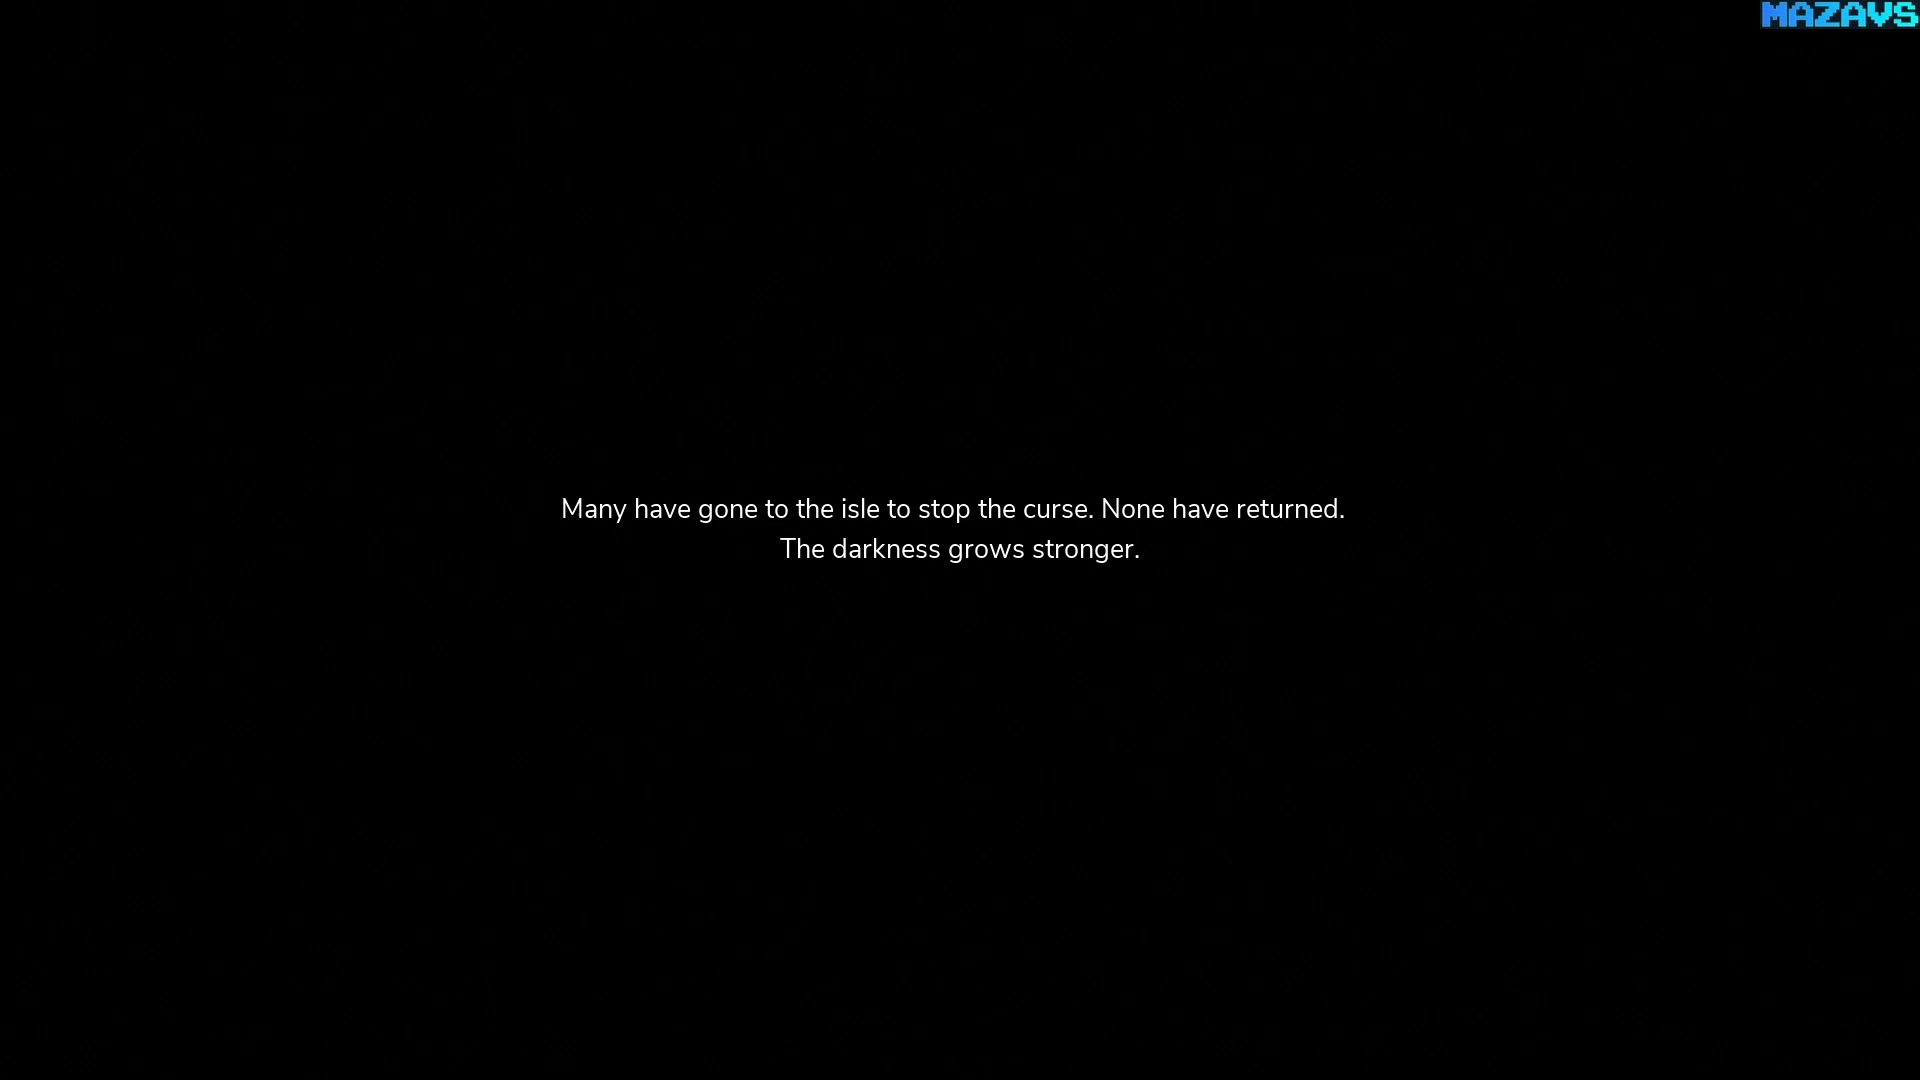 MAZAVS
Many have gone to the isle to stop the curse. None have returned.
The darkness grows stronger.